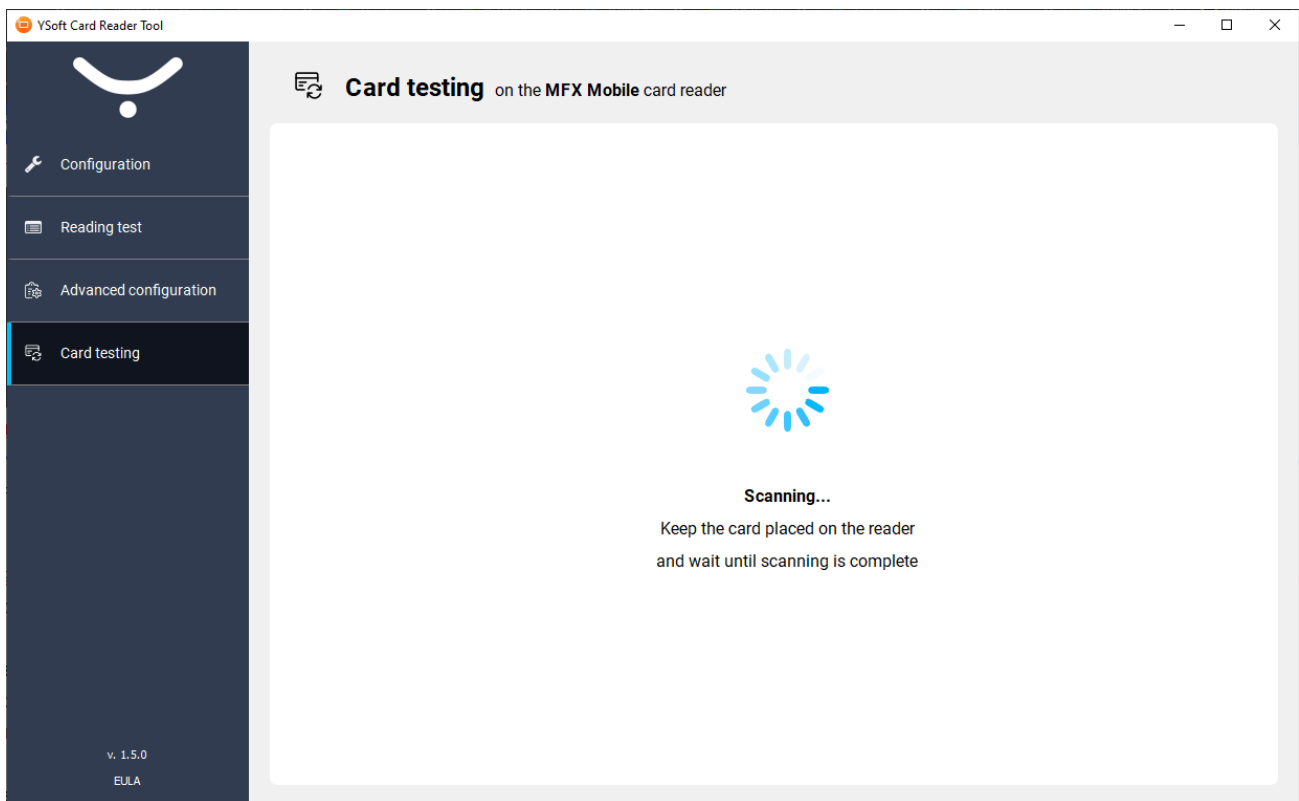 YSoft Card Reader Tool
Card testing on the MFX Mobile card reader
Configuration
Reading test
Advanced configuration
Card testing
Scanning...
Keep the card placed on the reader
and wait until scanning is complete
v. 1.5.0
EULA